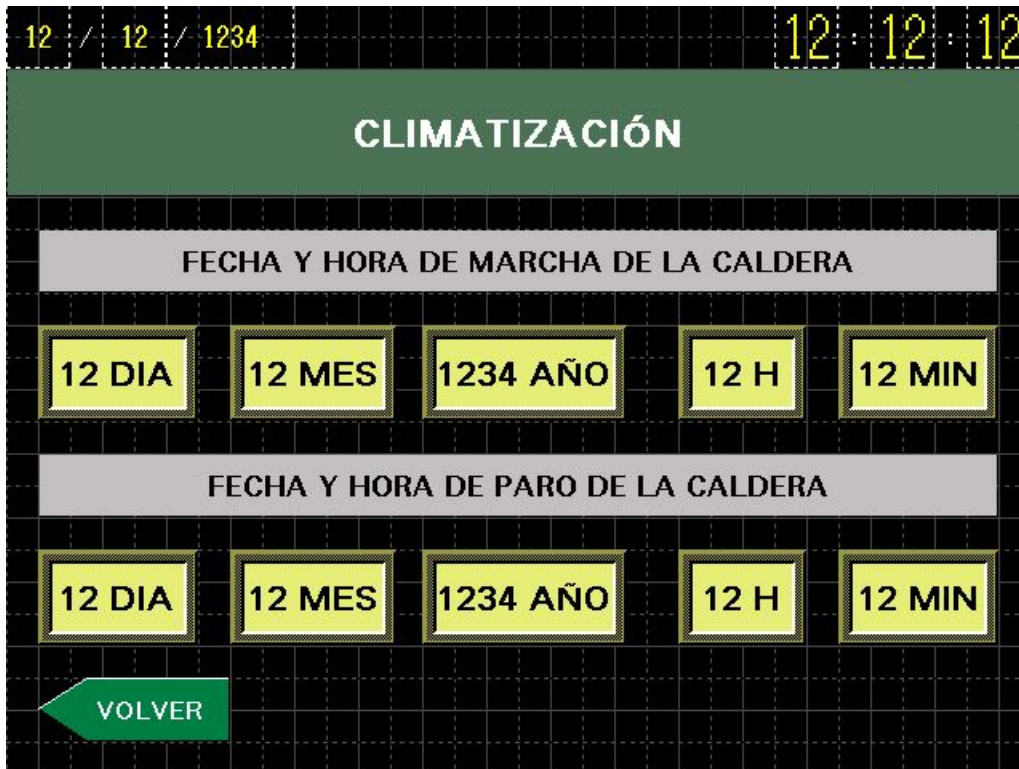 12 / 12 / 1234 12 : 12 : 12
CLIMATIZACIÓN
FECHA Y HORA DE MARCHA DE LA CALDERA
12 DIA 12 MES 1234 AÑO 12 H 12 MIN
FECHA Y HORA DE PARO DE LA CALDERA
12 DIA 12 MES 1234 AÑO 12 H 12 MIN
VOLVER